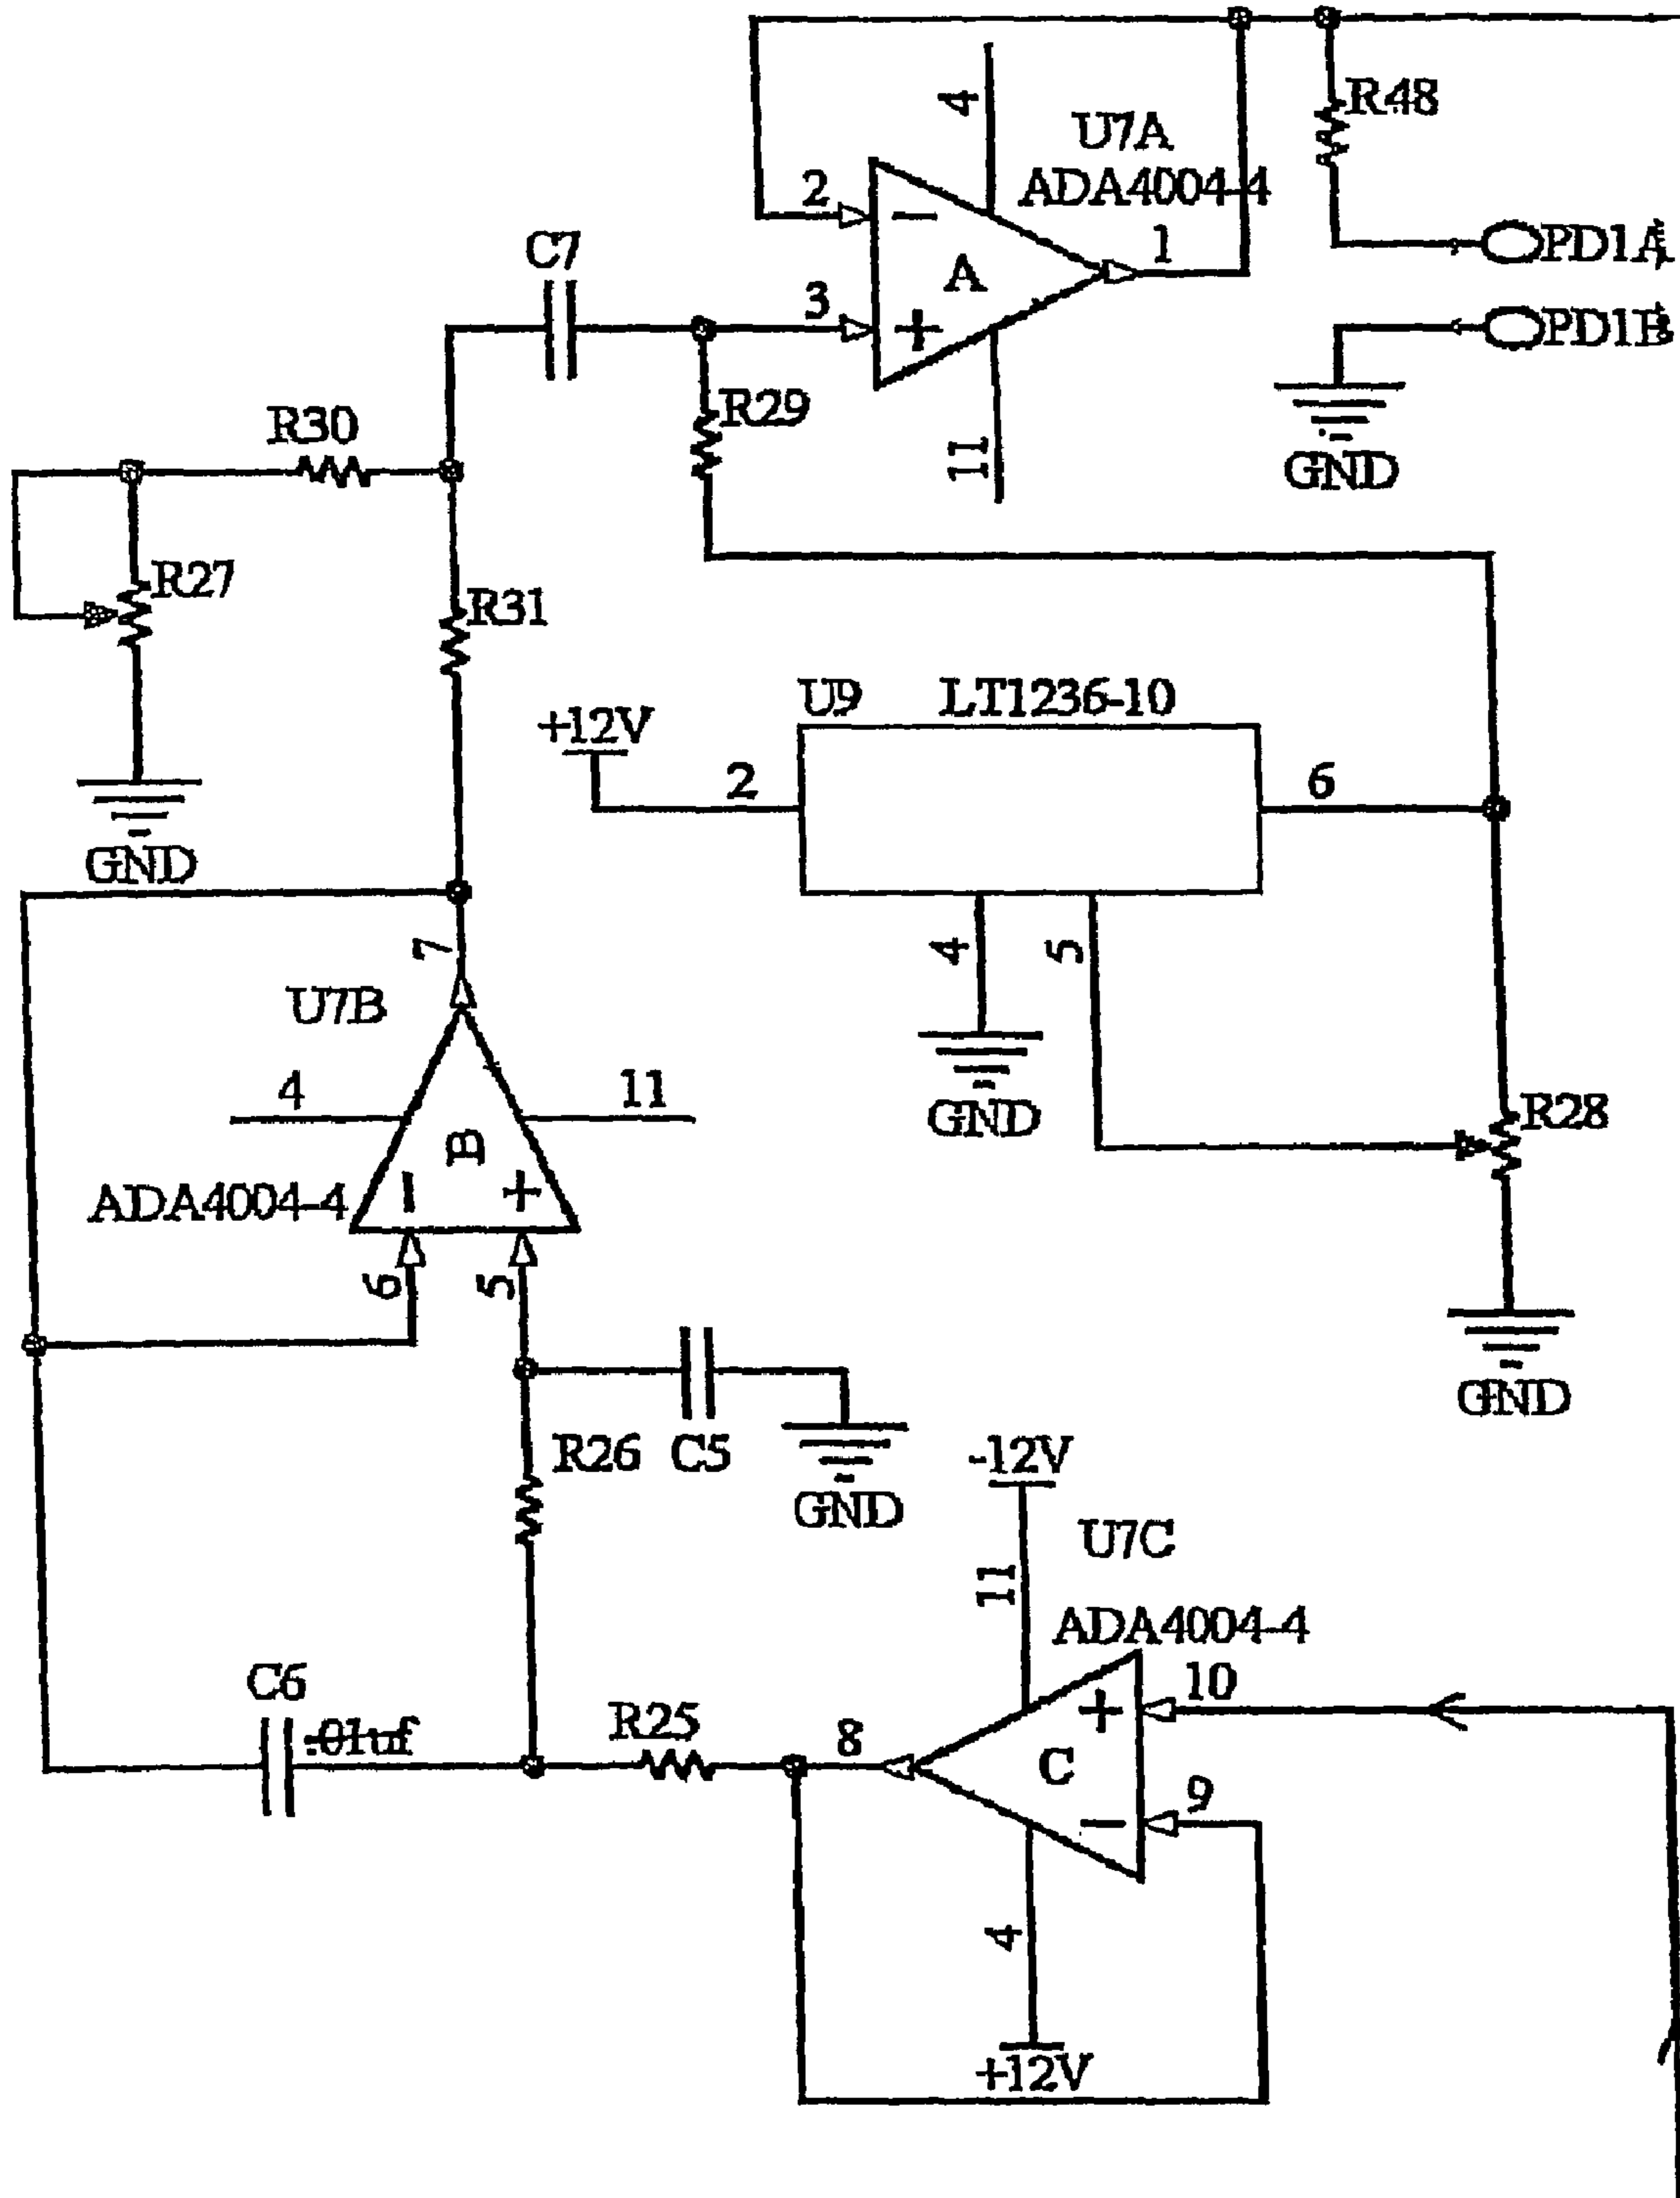 R48
4
U7A
2
ADA4004-4
C7
1
PD1A
A
3
PD1B
R29
R30
11
GND
R27
R31
U9 LT1236-10
+12V
2
6
GND
7
4
5
U7B
4
11
GND
R28
B
ADA4004-4
6
5
GND
R26
C5
-12V
GND
U7C
11
ADA4004-4
C6
10
R25
.01uf
8
C
9
4
+12V